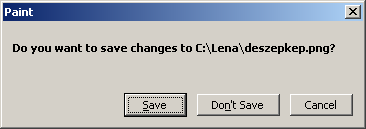 Paint
Do you want to save changes to C:\Lena\deszepkep.png?
Save
Don't Save
Cancel